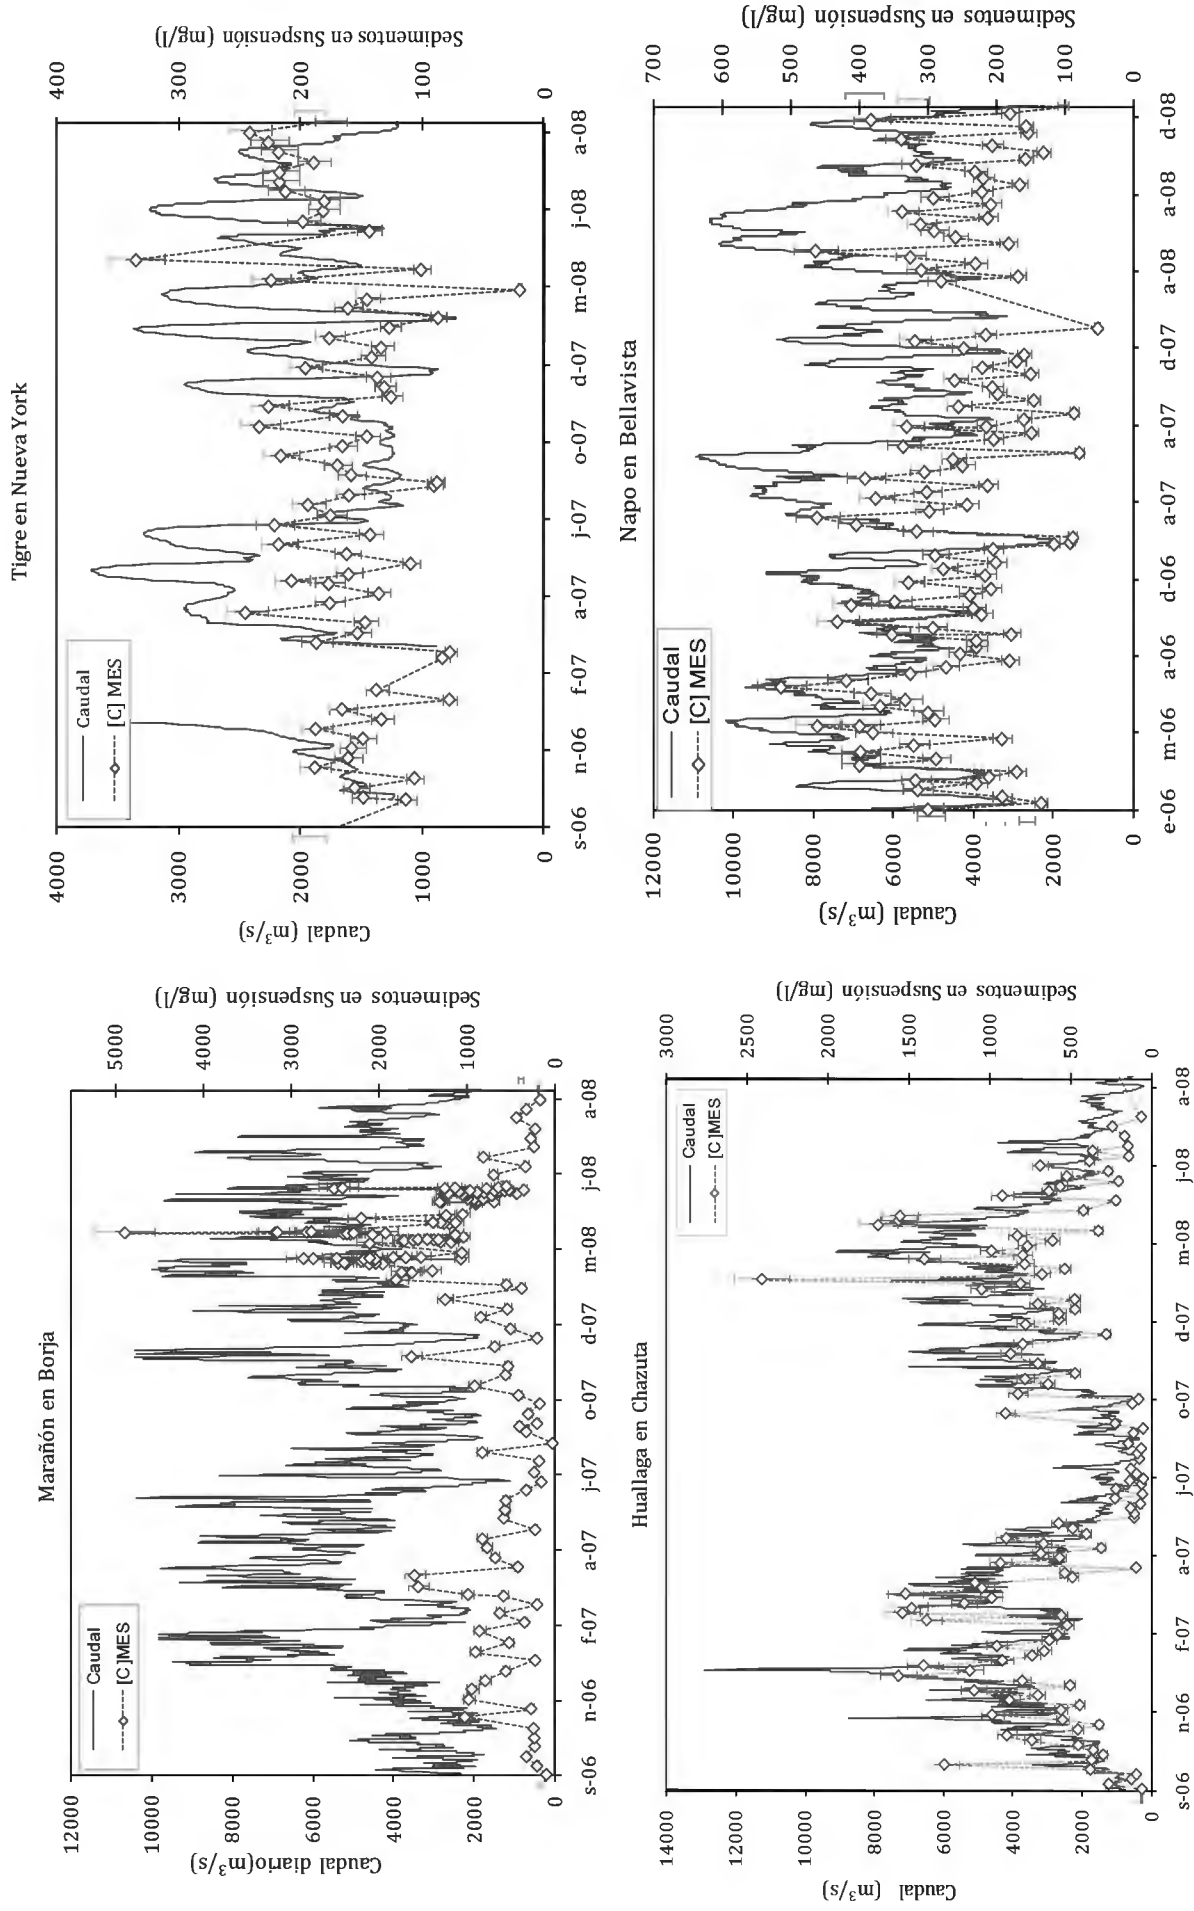 Marañón en Borja
Caudal
[C]MES
Caudal diario(m³/s)
12000
10000
8000
6000
4000
2000
0
Sedimentos en Suspensión (mg/l)
5000
4000
3000
2000
1000
0
s-06
n-06
f-07
a-07
j-07
o-07
d-07
m-08
j-08
a-08
Tigre en Nueva York
Caudal
[C] MES
Caudal (m³/s)
4000
3000
2000
1000
0
Sedimentos en Suspensión (mg/l)
400
300
200
100
0
s-06
n-06
f-07
a-07
j-07
o-07
d-07
m-08
j-08
a-08
Huallaga en Chazuta
Caudal
[C]MES
Caudal (m³/s)
14000
12000
10000
8000
6000
4000
2000
0
Sedimentos en Suspensión (mg/l)
3000
2500
2000
1500
1000
500
0
s-06
n-06
f-07
a-07
j-07
o-07
d-07
m-08
j-08
a-08
Napo en Bellavista
Caudal
[C] MES
Caudal (m³/s)
12000
10000
8000
6000
4000
2000
0
Sedimentos en Suspensión (mg/l)
700
600
500
400
300
200
100
0
e-06
m-06
a-06
d-06
a-07
a-07
d-07
a-08
a-08
d-08